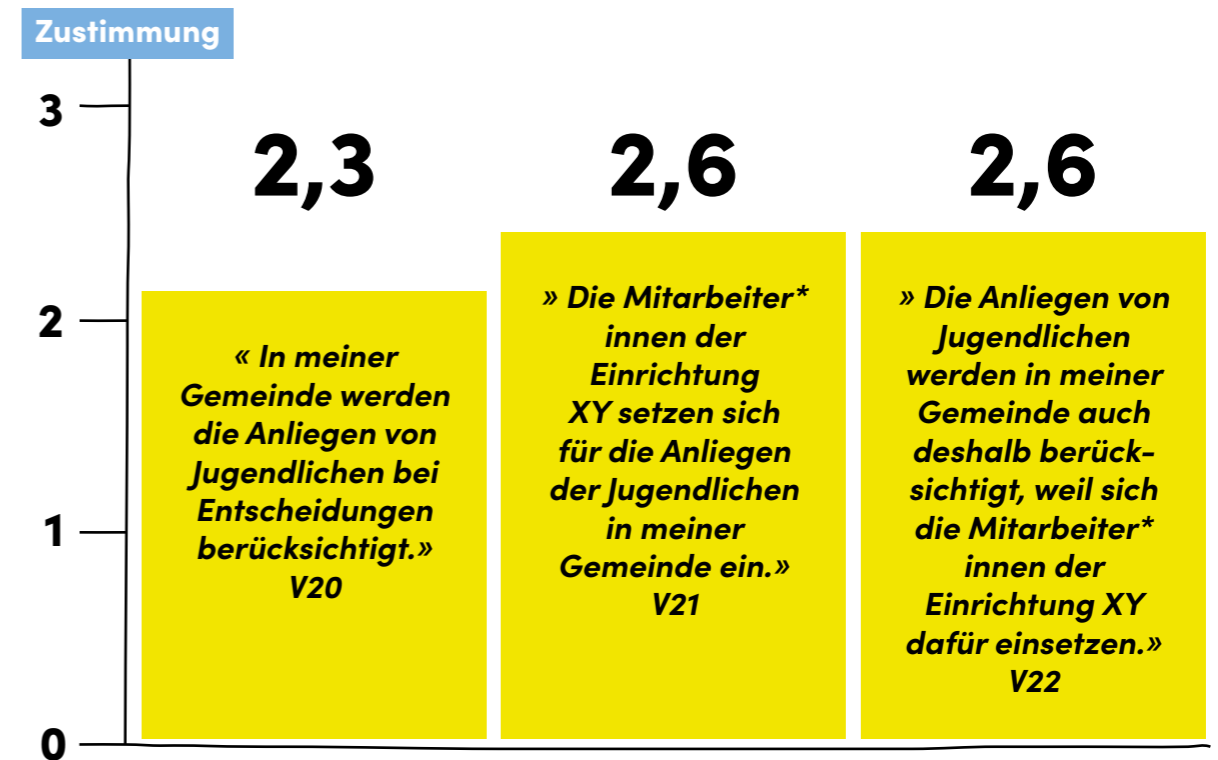 Zustimmung
3
2
1
0
2,3
2,6
2,6
« In meiner
Gemeinde werden
die Anliegen von
Jugendlichen bei
Entscheidungen
berücksichtigt.»
V20
» Die Mitarbeiter*
innen der
Einrichtung
XY setzen sich
für die Anliegen
der Jugendlichen
in meiner
Gemeinde ein.»
V21
» Die Anliegen von
Jugendlichen
werden in meiner
Gemeinde auch
deshalb berück-
sichtigt, weil sich
die Mitarbeiter*
innen der
Einrichtung XY
dafür einsetzen.»
V22